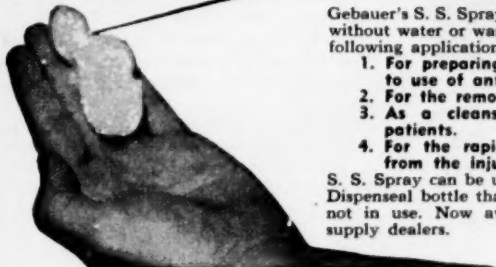 Gebauer's S. S. Spray
without water or wa
following application
1. For preparing
to use of an
2. For the remo
3. As a cleans
patients.
4. For the rapi
from the inju
S. S. Spray can be u
Dispenseal bottle tha
not in use. Now a
supply dealers.